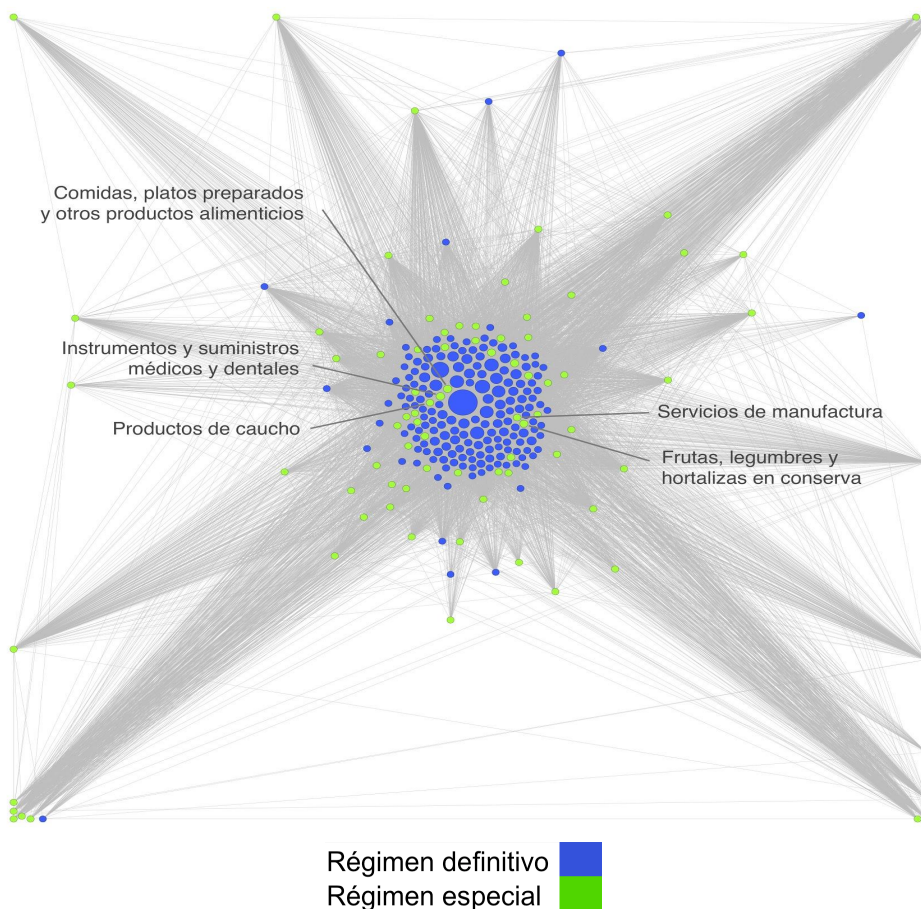 Comidas, platos preparados
y otros productos alimenticios
Instrumentos y suministros
médicos y dentales
Productos de caucho
Servicios de manufactura
Frutas, legumbres y
hortalizas en conserva
Régimen definitivo
Régimen especial